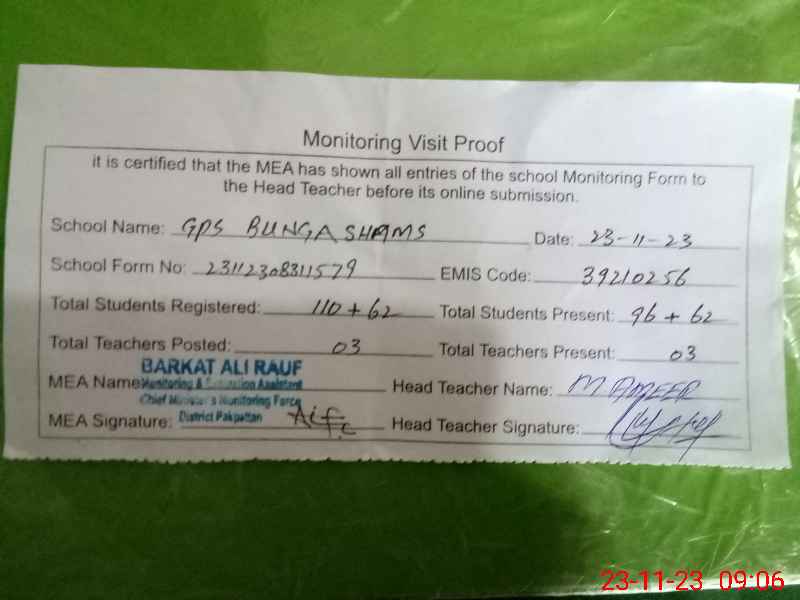 Monitoring Visit Proof
it is certified that the MEA has shown all entries of the school Monitoring Form to
the Head Teacher before its online submission.
School Name: GPS BUNGA SHAMS Date: 23-11-23
School Form No: 23112308311579 EMIS Code: 39210256
Total Students Registered: 110 + 62 Total Students Present: 96 + 62
Total Teachers Posted: 03 Total Teachers Present: 03
BARKAT ALI RAUF
MEA Name: Monitoring & Evaluation Assistant Head Teacher Name: M. AMEER
Chief Minister's Monitoring Force
MEA Signature: District Pakpattan Head Teacher Signature:
23-11-23 09:06